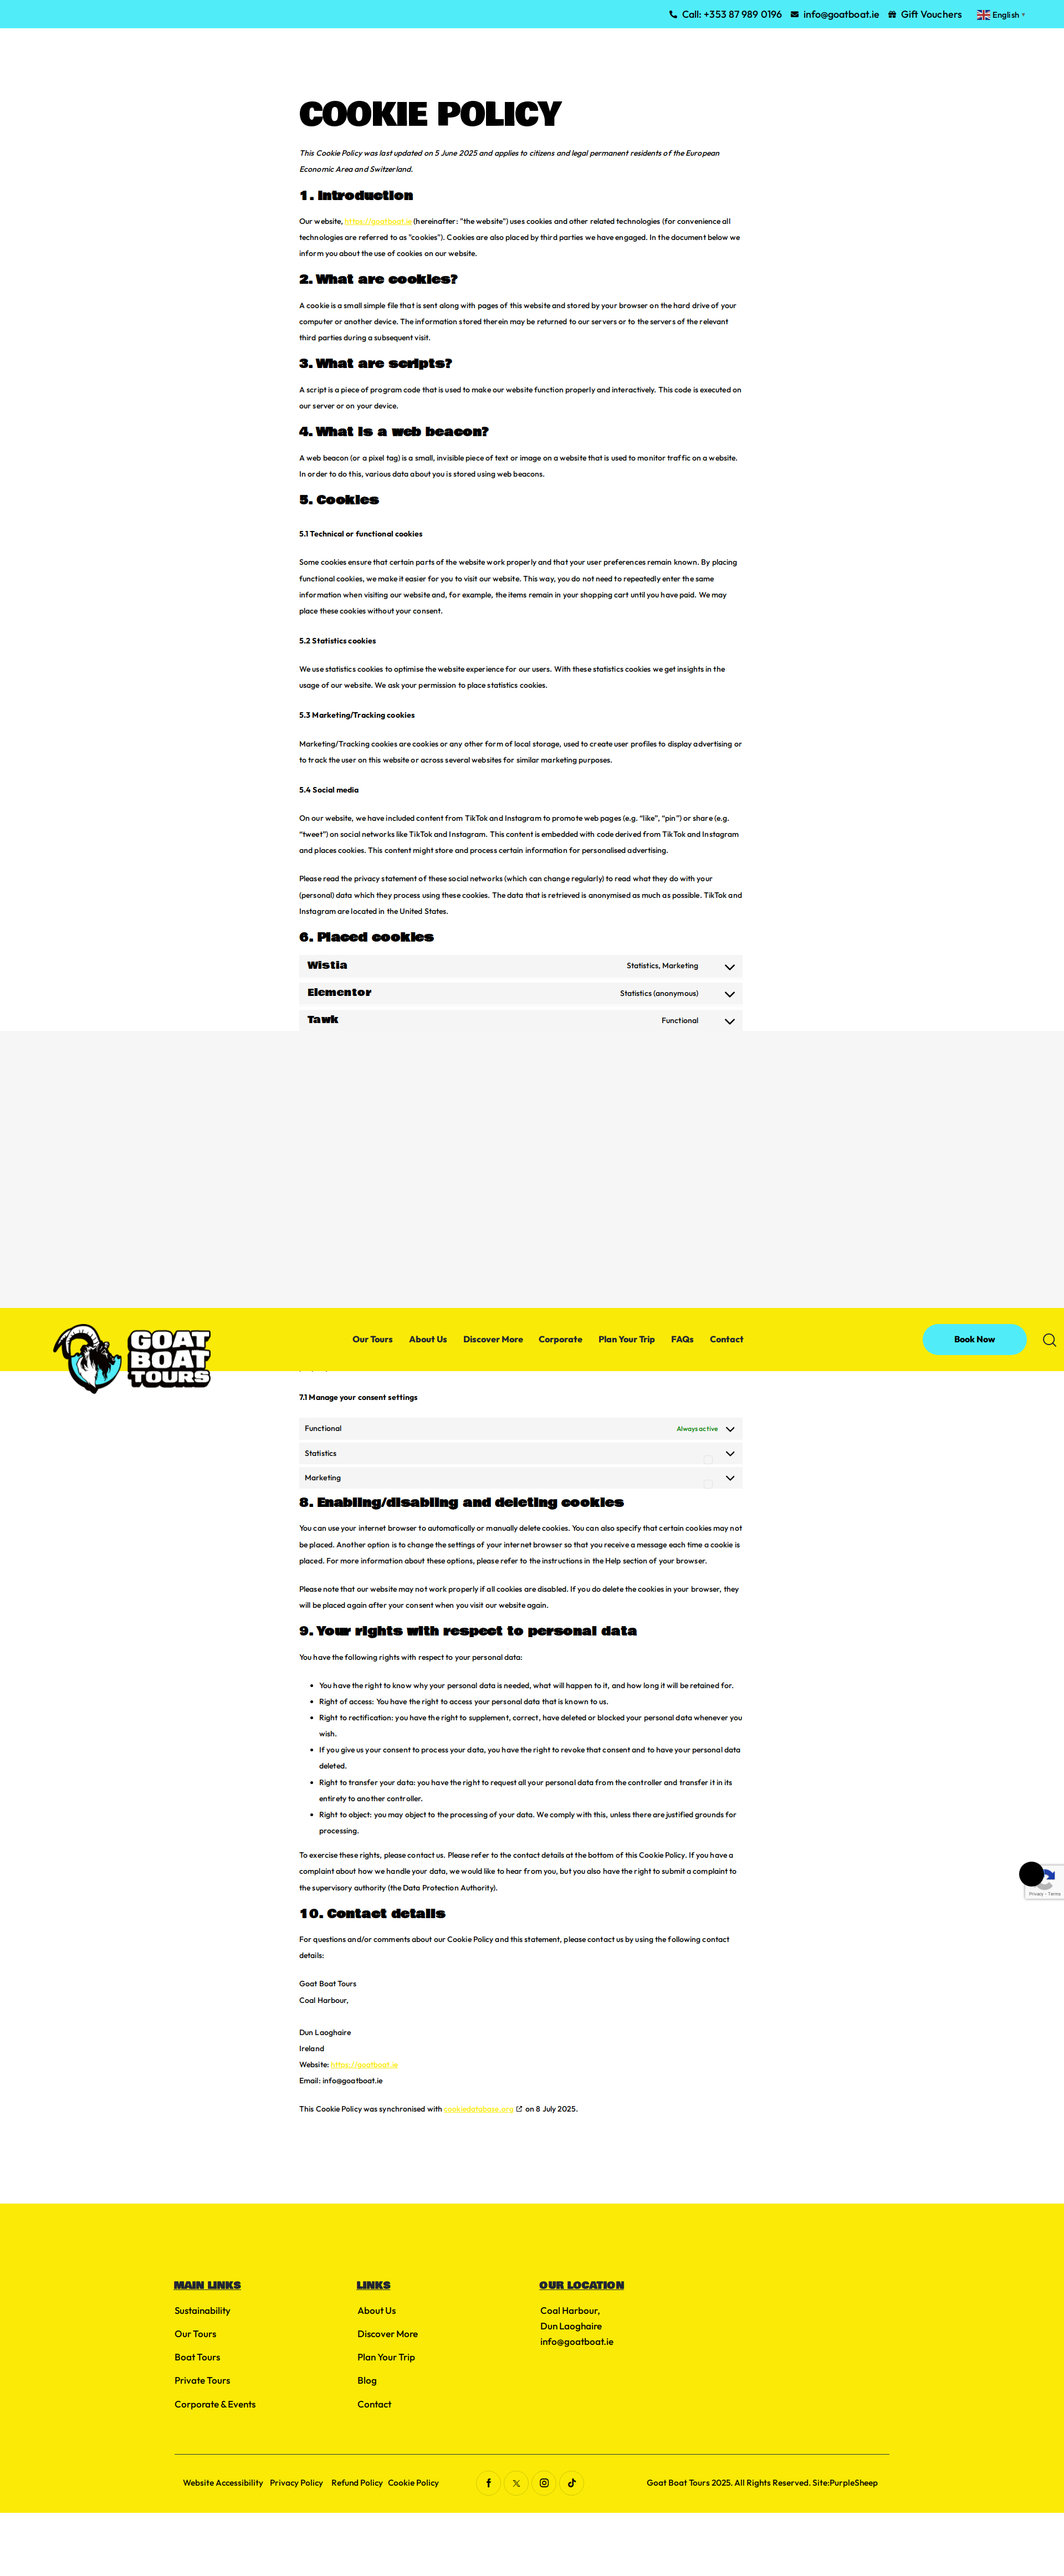 Call: +353 87 989 0196 info@goatboat.ie Gift Vouchers English
COOKIE POLICY
This Cookie Policy was last updated on 5 June 2025 and applies to citizens and legal permanent residents of the European
Economic Area and Switzerland.
1. Introduction
Our website, https://goatboat.ie (hereinafter: "the website") uses cookies and other related technologies (for convenience all
technologies are referred to as "cookies"). Cookies are also placed by third parties we have engaged. In the document below we
inform you about the use of cookies on our website.
2. What are cookies?
A cookie is a small simple file that is sent along with pages of this website and stored by your browser on the hard drive of your
computer or another device. The information stored therein may be returned to our servers or to the servers of the relevant
third parties during a subsequent visit.
3. What are scripts?
A script is a piece of program code that is used to make our website function properly and interactively. This code is executed on
our server or on your device.
4. What is a web beacon?
A web beacon (or a pixel tag) is a small, invisible piece of text or image on a website that is used to monitor traffic on a website.
In order to do this, various data about you is stored using web beacons.
5. Cookies
5.1 Technical or functional cookies
Some cookies ensure that certain parts of the website work properly and that your user preferences remain known. By placing
functional cookies, we make it easier for you to visit our website. This way, you do not need to repeatedly enter the same
information when visiting our website and, for example, the items remain in your shopping cart until you have paid. We may
place these cookies without your consent.
5.2 Statistics cookies
We use statistics cookies to optimise the website experience for our users. With these statistics cookies we get insights in the
usage of our website. We ask your permission to place statistics cookies.
5.3 Marketing/Tracking cookies
Marketing/Tracking cookies are cookies or any other form of local storage, used to create user profiles to display advertising or
to track the user on this website or across several websites for similar marketing purposes.
5.4 Social media
On our website, we have included content from TikTok and Instagram to promote web pages (e.g. “like”, “pin”) or share (e.g.
“tweet”) on social networks like TikTok and Instagram. This content is embedded with code derived from TikTok and Instagram
and places cookies. This content might store and process certain information for personalised advertising.
Please read the privacy statement of these social networks (which can change regularly) to read what they do with your
(personal) data which they process using these cookies. The data that is retrieved is anonymised as much as possible. TikTok and
Instagram are located in the United States.
6. Placed cookies
Wistia Statistics, Marketing
Elementor Statistics (anonymous)
Tawk Functional
GOAT BOAT TOURS
Our Tours About Us Discover More Corporate Plan Your Trip FAQs Contact Book Now
7.1 Manage your consent settings
Functional Always active
Statistics
Marketing
8. Enabling/disabling and deleting cookies
You can use your internet browser to automatically or manually delete cookies. You can also specify that certain cookies may not
be placed. Another option is to change the settings of your internet browser so that you receive a message each time a cookie is
placed. For more information about these options, please refer to the instructions in the Help section of your browser.
Please note that our website may not work properly if all cookies are disabled. If you do delete the cookies in your browser, they
will be placed again after your consent when you visit our website again.
9. Your rights with respect to personal data
You have the following rights with respect to your personal data:
You have the right to know why your personal data is needed, what will happen to it, and how long it will be retained for.
Right of access: You have the right to access your personal data that is known to us.
Right to rectification: you have the right to supplement, correct, have deleted or blocked your personal data whenever you
wish.
If you give us your consent to process your data, you have the right to revoke that consent and to have your personal data
deleted.
Right to transfer your data: you have the right to request all your personal data from the controller and transfer it in its
entirety to another controller.
Right to object: you may object to the processing of your data. We comply with this, unless there are justified grounds for
processing.
To exercise these rights, please contact us. Please refer to the contact details at the bottom of this Cookie Policy. If you have a
complaint about how we handle your data, we would like to hear from you, but you also have the right to submit a complaint to
the supervisory authority (the Data Protection Authority).
Privacy - Terms
10. Contact details
For questions and/or comments about our Cookie Policy and this statement, please contact us by using the following contact
details:
Goat Boat Tours
Coal Harbour,
Dun Laoghaire
Ireland
Website: https://goatboat.ie
Email: info@goatboat.ie
This Cookie Policy was synchronised with cookiedatabase.org on 8 July 2025.
MAIN LINKS
Sustainability
Our Tours
Boat Tours
Private Tours
Corporate & Events
LINKS
About Us
Discover More
Plan Your Trip
Blog
Contact
OUR LOCATION
Coal Harbour,
Dun Laoghaire
info@goatboat.ie
Website Accessibility Privacy Policy Refund Policy Cookie Policy
Goat Boat Tours 2025. All Rights Reserved. Site:PurpleSheep